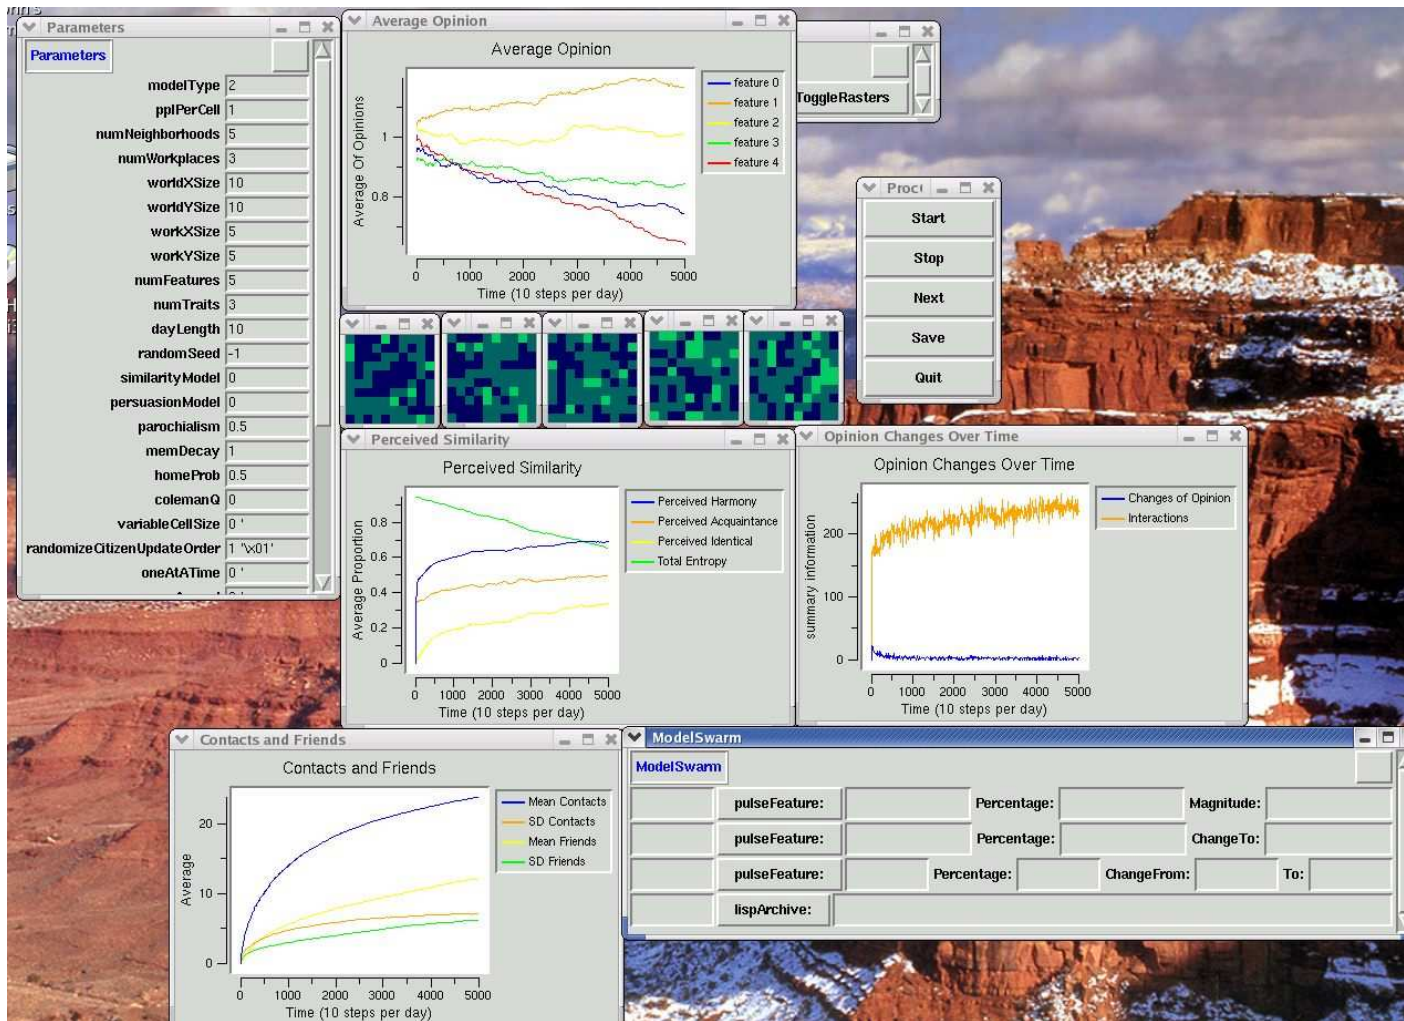 Parameters
Parameters
modelType 2
pplPerCell 1
numNeighborhoods 5
numWorkplaces 3
worldXSize 10
worldYSize 10
workXSize 5
workYSize 5
numFeatures 5
numTraits 3
dayLength 10
randomSeed -1
similarityModel 0
persuasionModel 0
parochialism 0.5
memDecay 1
homeProb 0.5
colemanQ 0
variableCellSize 0 '
randomizeCitizenUpdateOrder 1 '\x01'
oneAtATime 0 '
Average Opinion
Average Opinion
Average Of Opinions
1
0.8
0 1000 2000 3000 4000 5000
Time (10 steps per day)
feature 0
feature 1
feature 2
feature 3
feature 4
ToggleRasters
Start
Stop
Next
Save
Quit
Perceived Similarity
Perceived Similarity
Average Proportion
0.8
0.6
0.4
0.2
0
0 1000 2000 3000 4000 5000
Time (10 steps per day)
Perceived Harmony
Perceived Acquaintance
Perceived Identical
Total Entropy
Opinion Changes Over Time
Opinion Changes Over Time
summary information
200
100
0
0 1000 2000 3000 4000 5000
Time (10 steps per day)
Changes of Opinion
Interactions
Contacts and Friends
Contacts and Friends
Average
20
10
0
0 1000 2000 3000 4000 5000
Time (10 steps per day)
Mean Contacts
SD Contacts
Mean Friends
SD Friends
ModelSwarm
ModelSwarm
pulseFeature: Percentage: Magnitude:
pulseFeature: Percentage: ChangeTo:
pulseFeature: Percentage: ChangeFrom: To:
lispArchive: